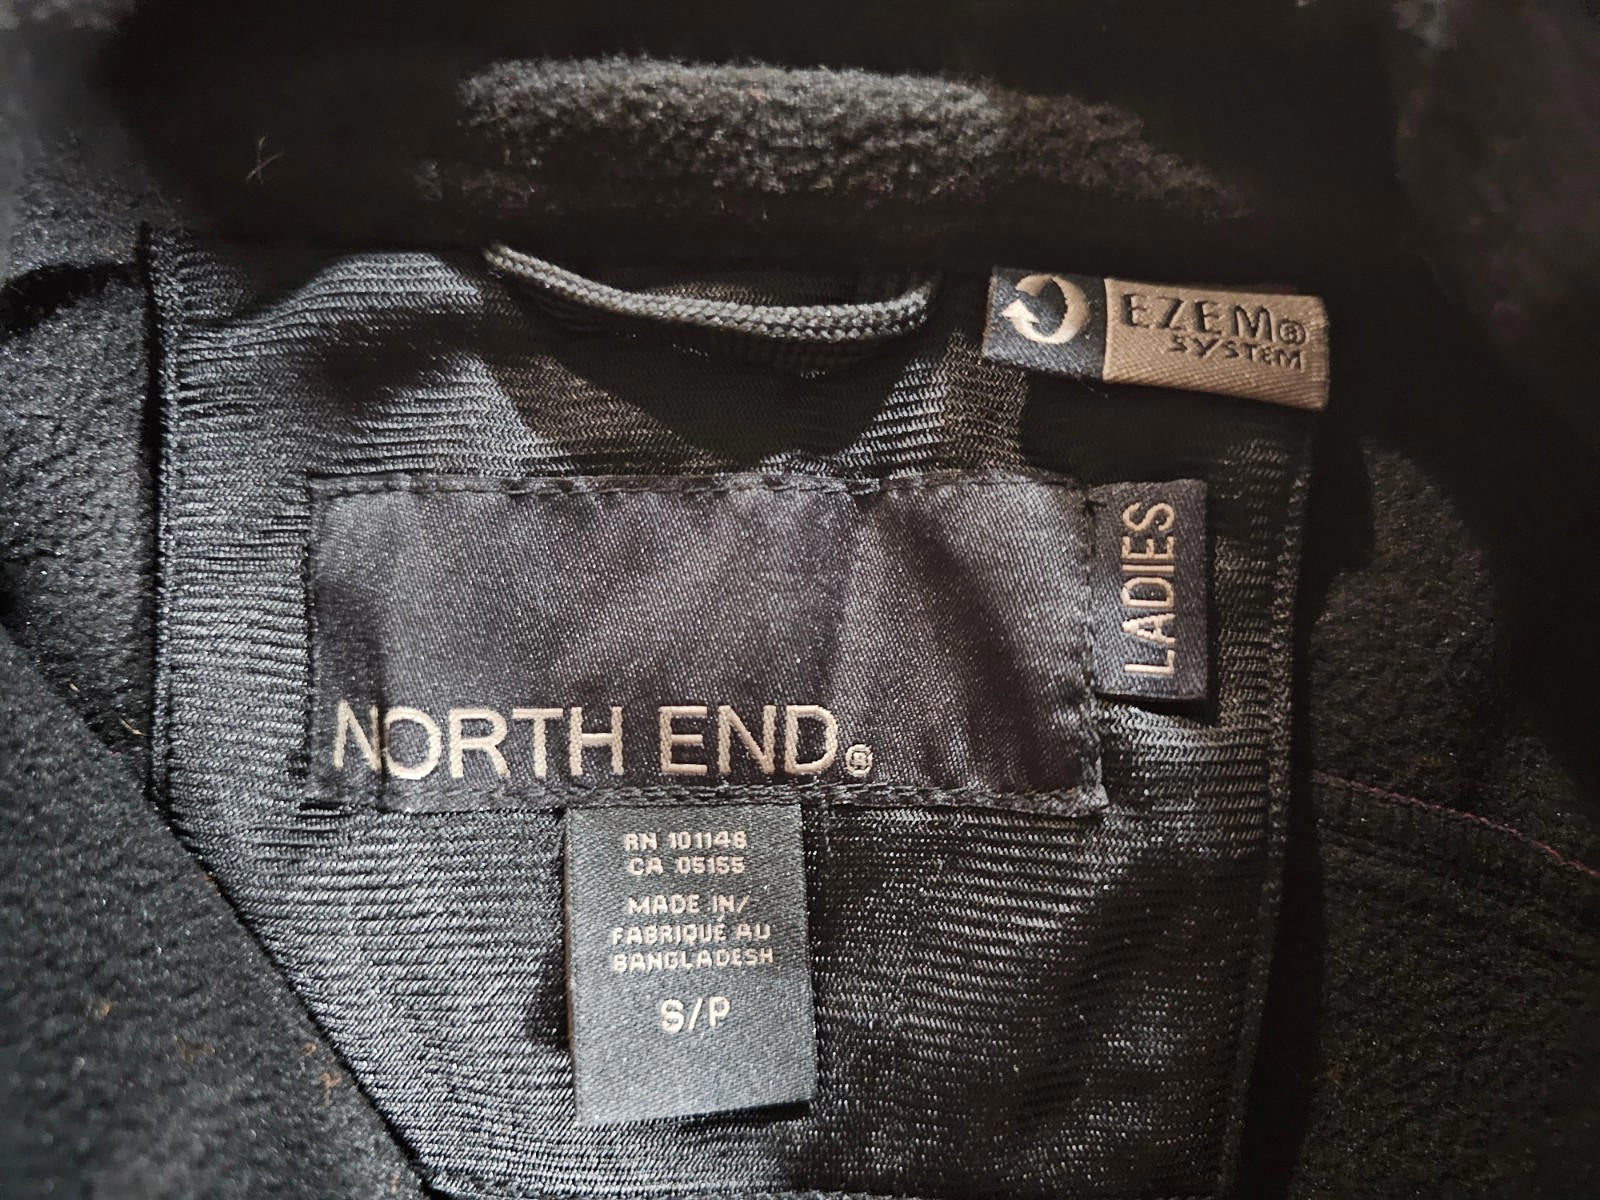 EZEM®
SYSTEM
LADIES
NORTH END®
RN 101148
CA 05155
MADE IN/
FABRIQUÉ AU
BANGLADESH
S/P